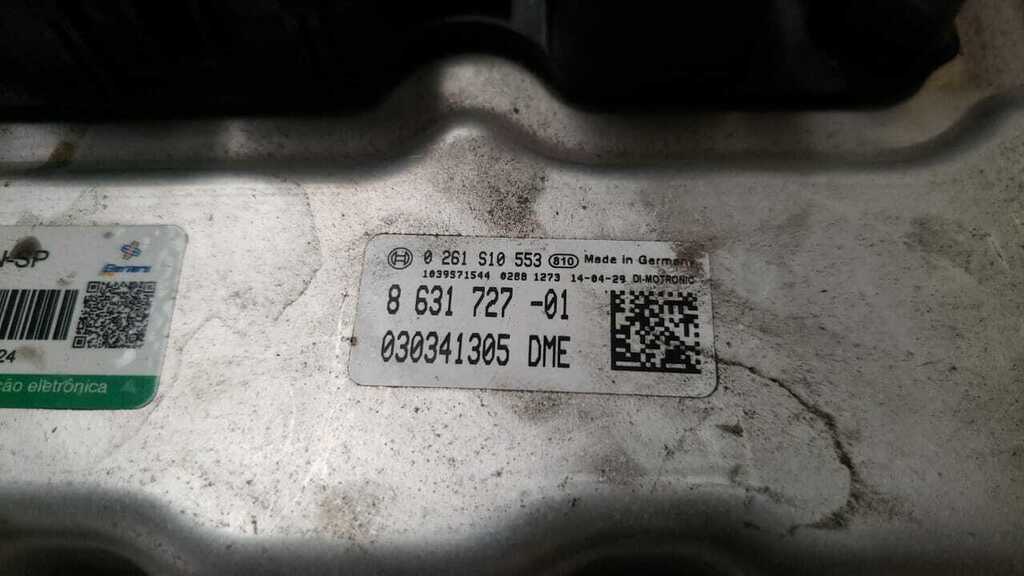 -SP
24
ção eletrônica
BOSCH 0 261 S10 553 810 Made in Germany
1039S71544 0288 1273 14-04-29 DI-MOTRONIC
8 631 727 -01
030341305 DME